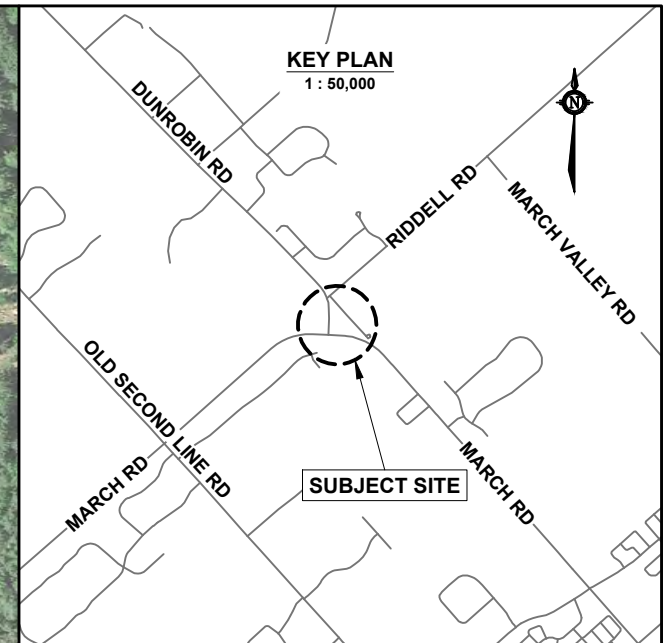 KEY PLAN
1 : 50,000
N
DUNROBIN RD
RIDDELL RD
MARCH VALLEY RD
OLD SECOND LINE RD
MARCH RD
MARCH RD
SUBJECT SITE